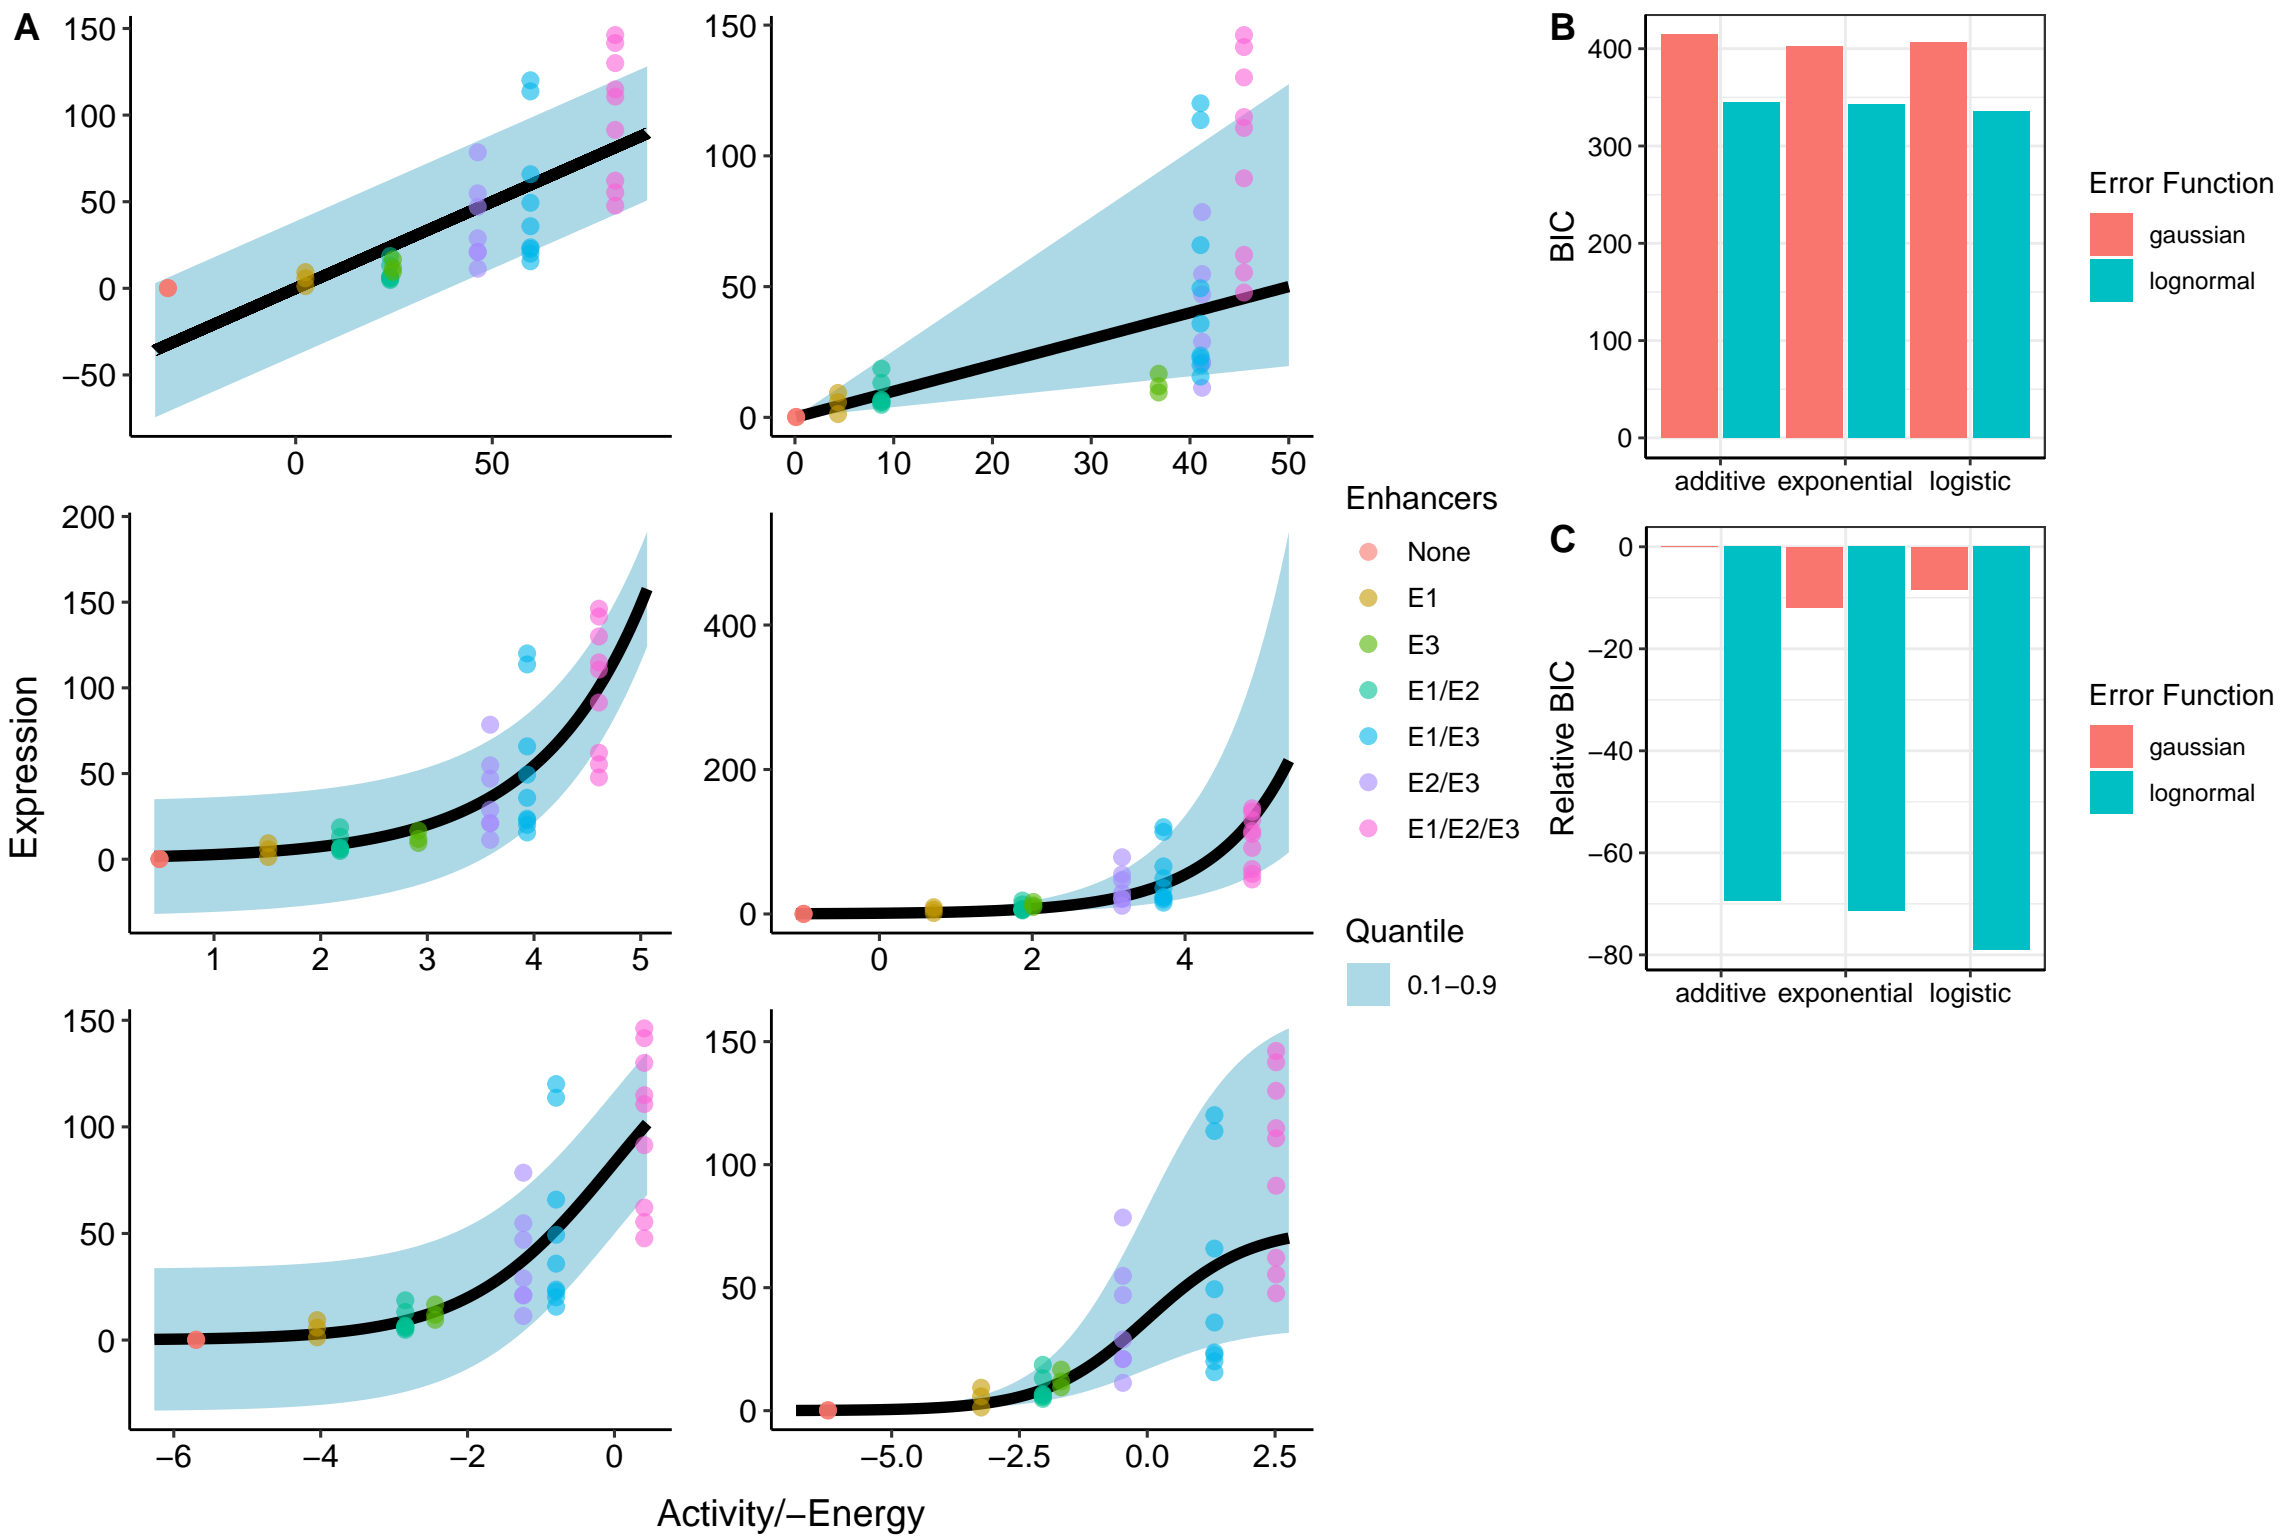 A
150
100
50
0
−50
0
50
150
100
50
0
0
10
20
30
40
50
Expression
200
150
100
50
0
1
2
3
4
5
400
200
0
0
2
4
150
100
50
0
−6
−4
−2
0
150
100
50
0
−5.0
−2.5
0.0
2.5
Activity/−Energy
Enhancers
None
E1
E3
E1/E2
E1/E3
E2/E3
E1/E2/E3
Quantile
0.1−0.9
B
BIC
400
300
200
100
0
additive
exponential
logistic
Error Function
gaussian
lognormal
C
Relative BIC
0
−20
−40
−60
−80
additive
exponential
logistic
Error Function
gaussian
lognormal